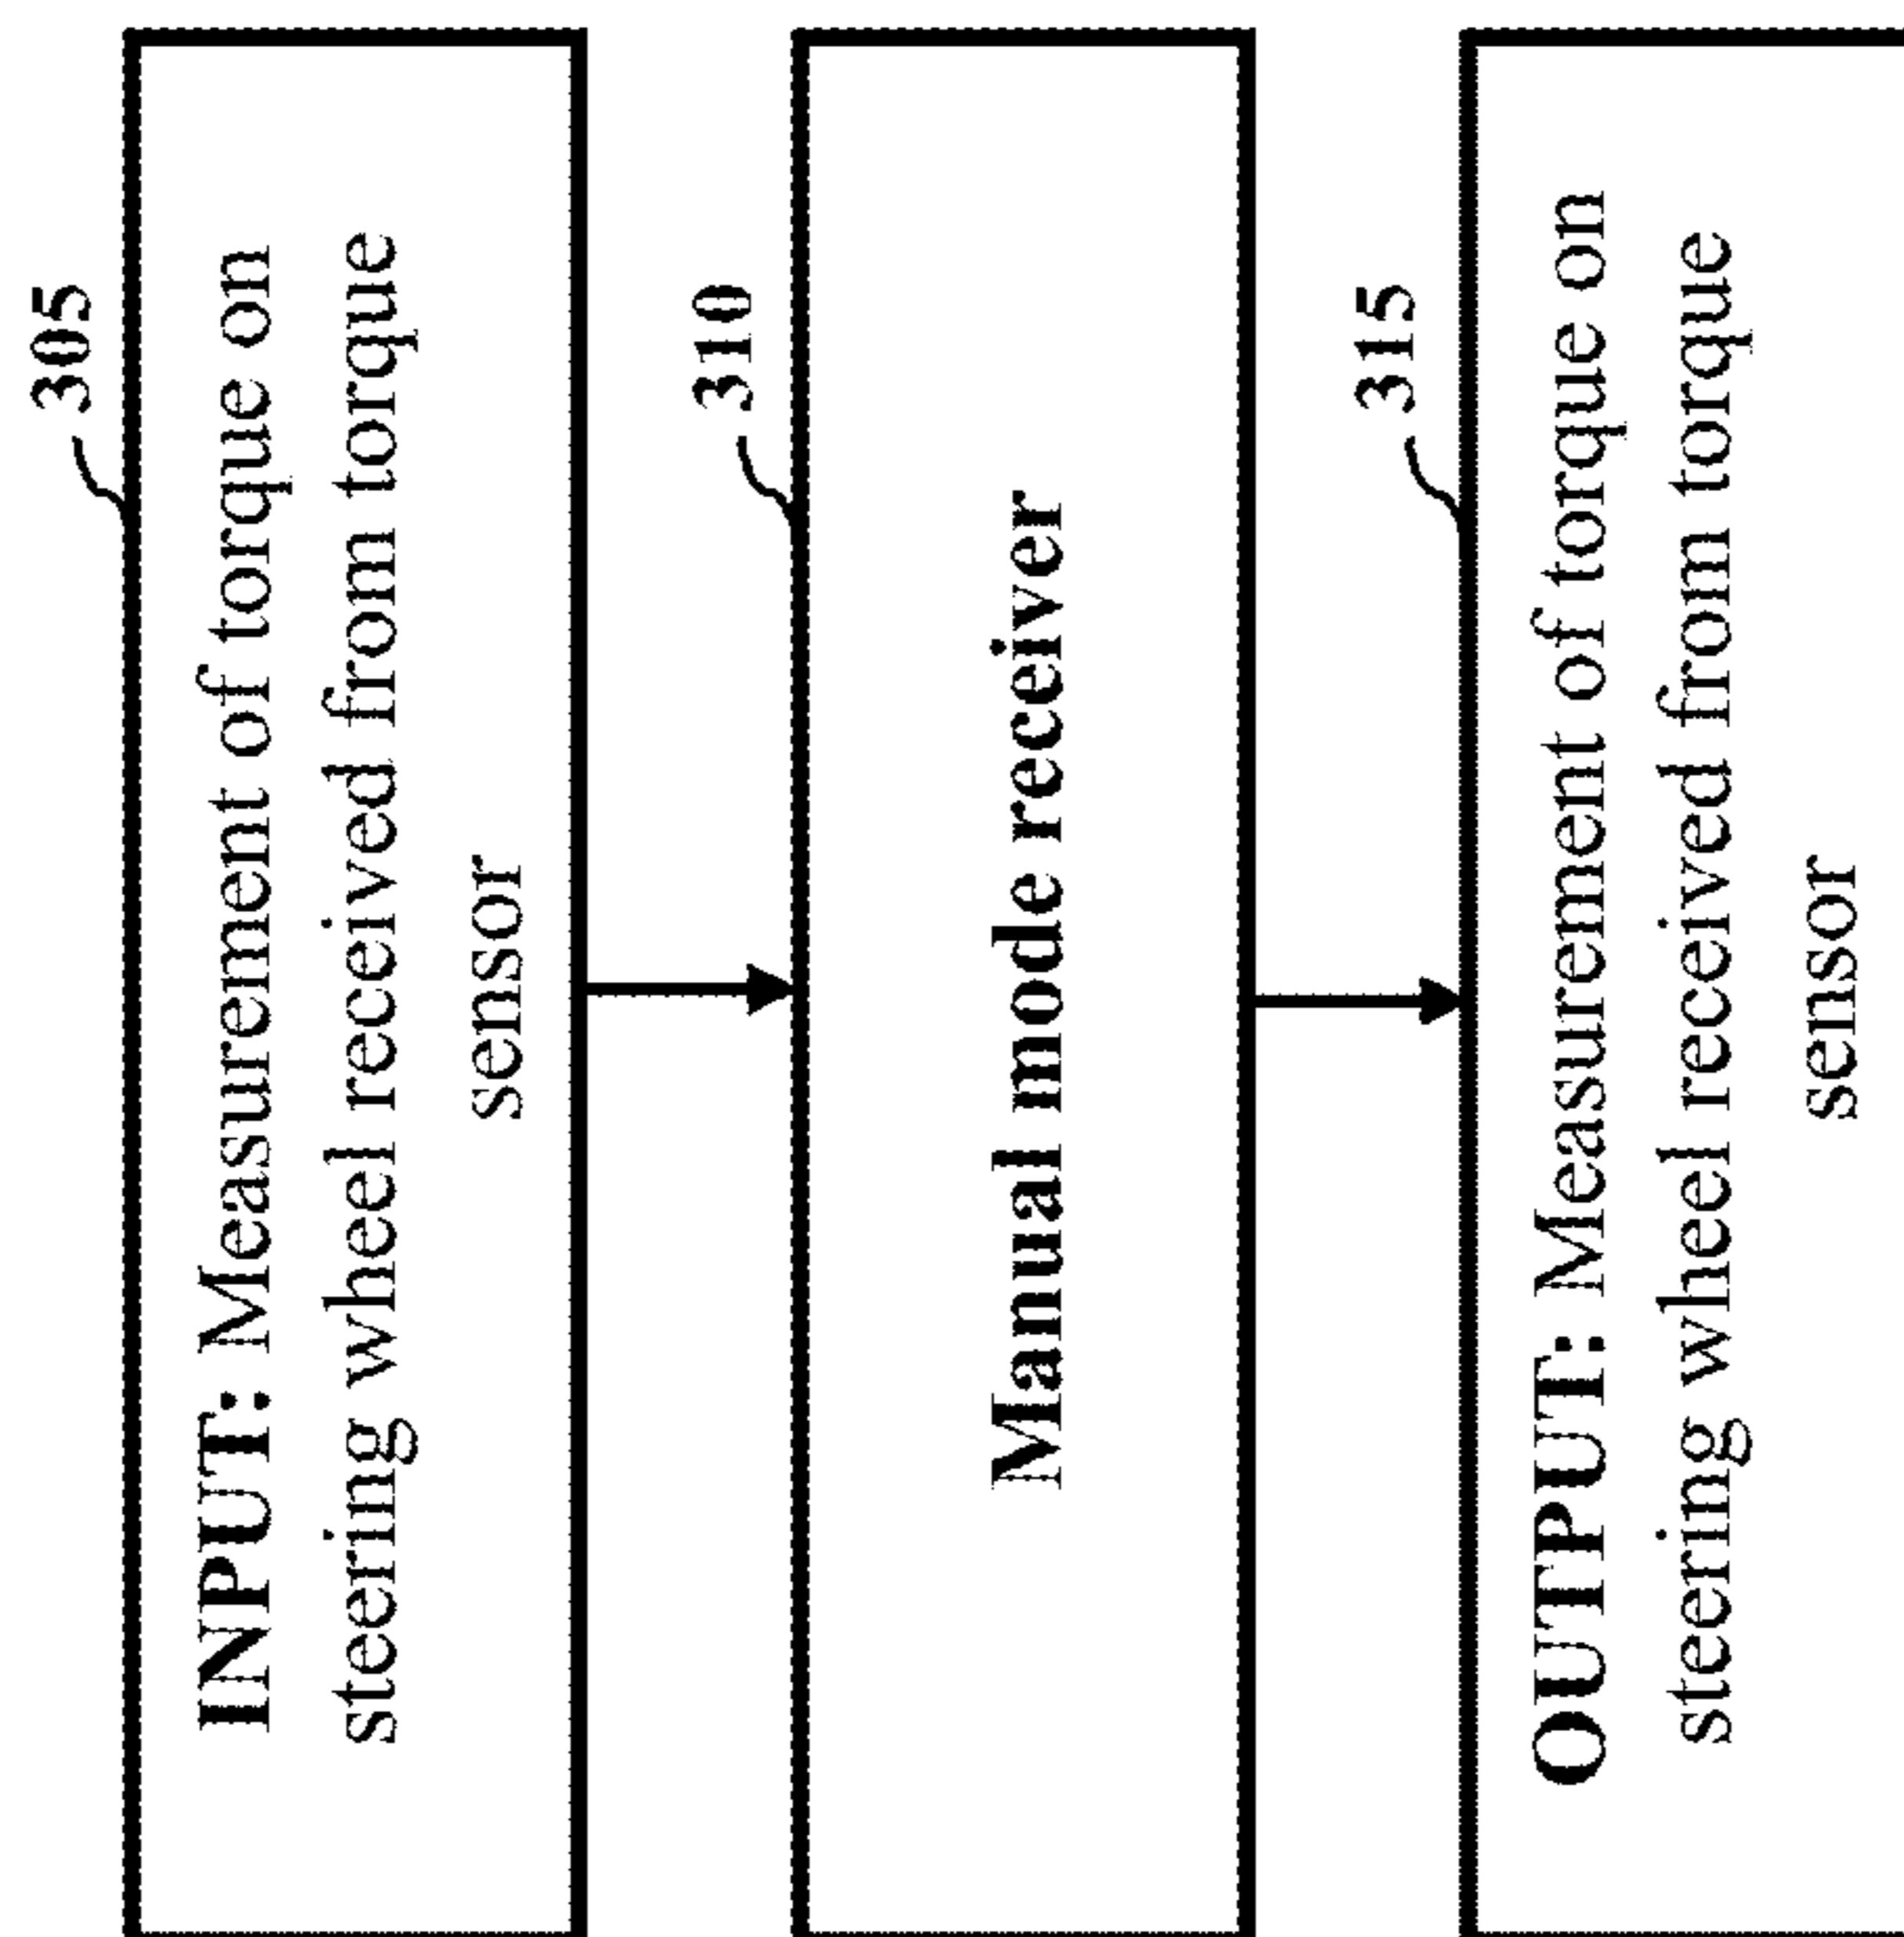 305
INPUT: Measurement of torque on
steering wheel received from torque
sensor
310
Manual mode receiver
315
OUTPUT: Measurement of torque on
steering wheel received from torque
sensor